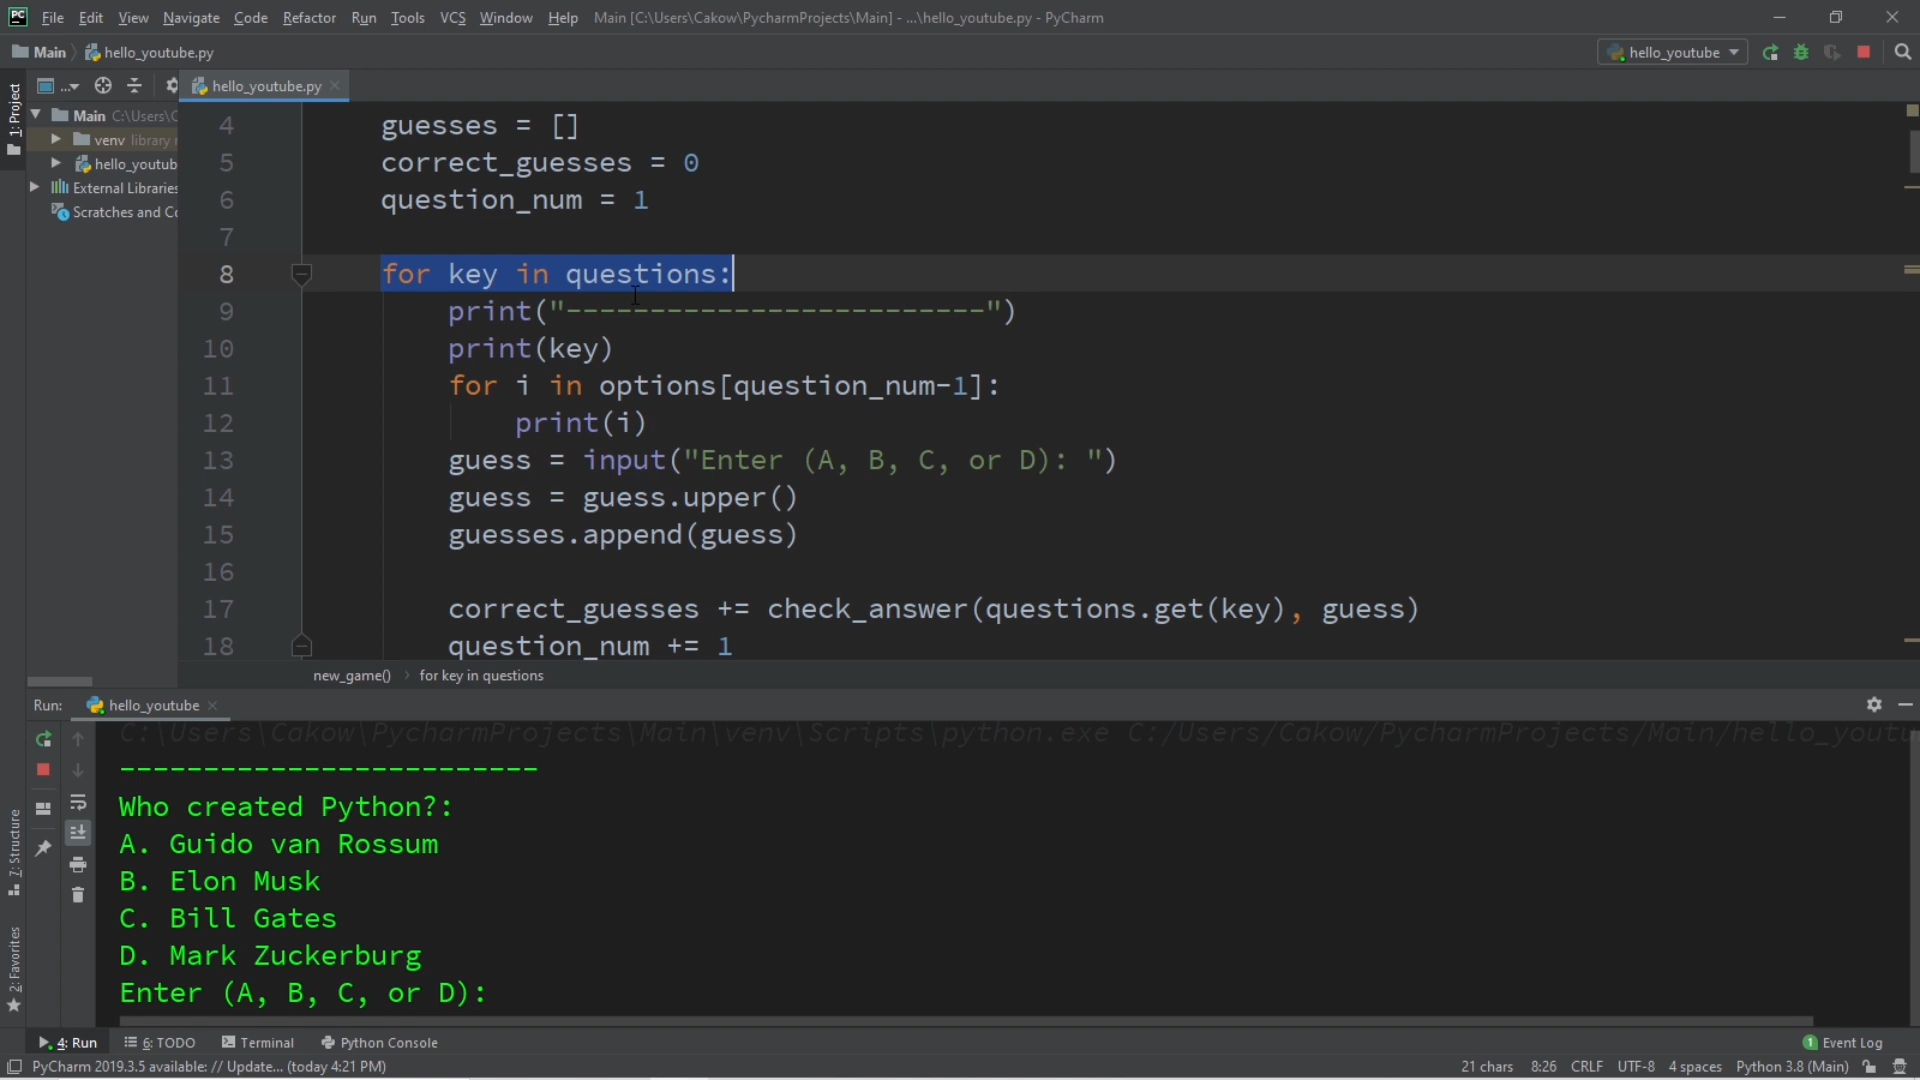 PC File Edit View Navigate Code Refactor Run Tools VCS Window Help Main [C:\Users\Cakow\PycharmProjects\Main] - ...\hello_youtube.py - PyCharm
Main hello_youtube.py hello_youtube
1: Project
...
hello_youtube.py
Main C:\Users\C
venv library
hello_youtub
External Libraries
Scratches and Co
4 guesses = []
5 correct_guesses = 0
6 question_num = 1
7
8 for key in questions:
9 print("-------------------------")
10 print(key)
11 for i in options[question_num-1]:
12 print(i)
13 guess = input("Enter (A, B, C, or D): ")
14 guess = guess.upper()
15 guesses.append(guess)
16
17 correct_guesses += check_answer(questions.get(key), guess)
18 question_num += 1
new_game() for key in questions
Run: hello_youtube
C:\Users\Cakow\PycharmProjects\Main\venv\Scripts\python.exe C:/Users/Cakow/PycharmProjects/Main/hello_youtu
-------------------------
Who created Python?:
A. Guido van Rossum
B. Elon Musk
C. Bill Gates
D. Mark Zuckerburg
Enter (A, B, C, or D):
7: Structure
2: Favorites
4: Run 6: TODO Terminal Python Console 1 Event Log
PyCharm 2019.3.5 available: // Update... (today 4:21 PM) 21 chars 8:26 CRLF UTF-8 4 spaces Python 3.8 (Main)